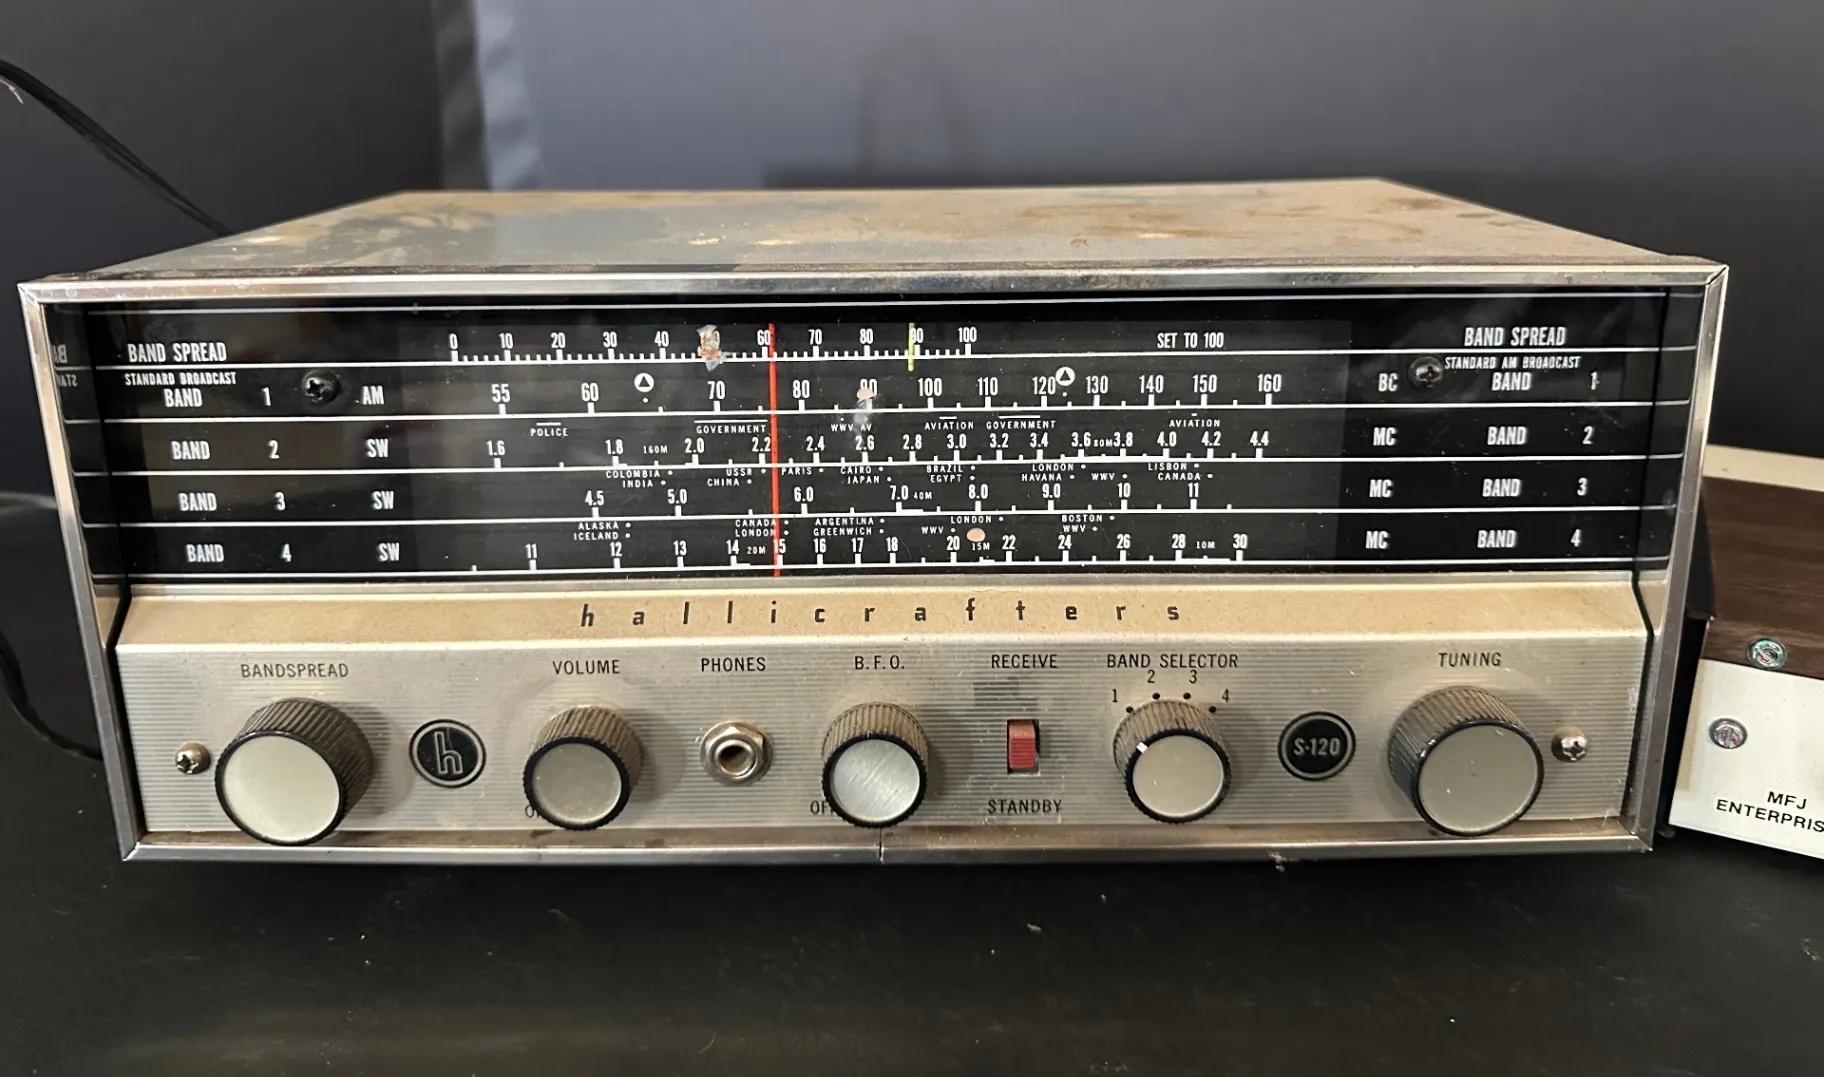 0 10 20 30 40 60 70 80 90 100 SET TO 100
BAND SPREAD BAND SPREAD
STANDARD BROADCAST STANDARD AM BROADCAST
BAND 1 AM 55 60 70 80 90 100 110 120 130 140 150 160 BC BAND 1
POLICE GOVERNMENT WWV AV AVIATION GOVERNMENT AVIATION
BAND 2 SW 1.6 1.8 160M 2.0 2.2 2.4 2.6 2.8 3.0 3.2 3.4 3.6 80M 3.8 4.0 4.2 4.4 MC BAND 2
COLOMBIA USSR PARIS CAIRO BRAZIL LONDON LISBON
INDIA CHINA JAPAN EGYPT HAVANA WWV CANADA
BAND 3 SW 4.5 5.0 6.0 7.0 40M 8.0 9.0 10 11 MC BAND 3
ALASKA CANADA ARGENTINA LONDON BOSTON
ICELAND LONDON GREENWICH WWV WWV
BAND 4 SW 11 12 13 14 20M 15 16 17 18 20 15M 22 24 26 28 10M 30 MC BAND 4
hallicrafters
BANDSPREAD VOLUME PHONES B.F.O. RECEIVE BAND SELECTOR TUNING
1 2 3 4
h S-120
STANDBY
MFJ